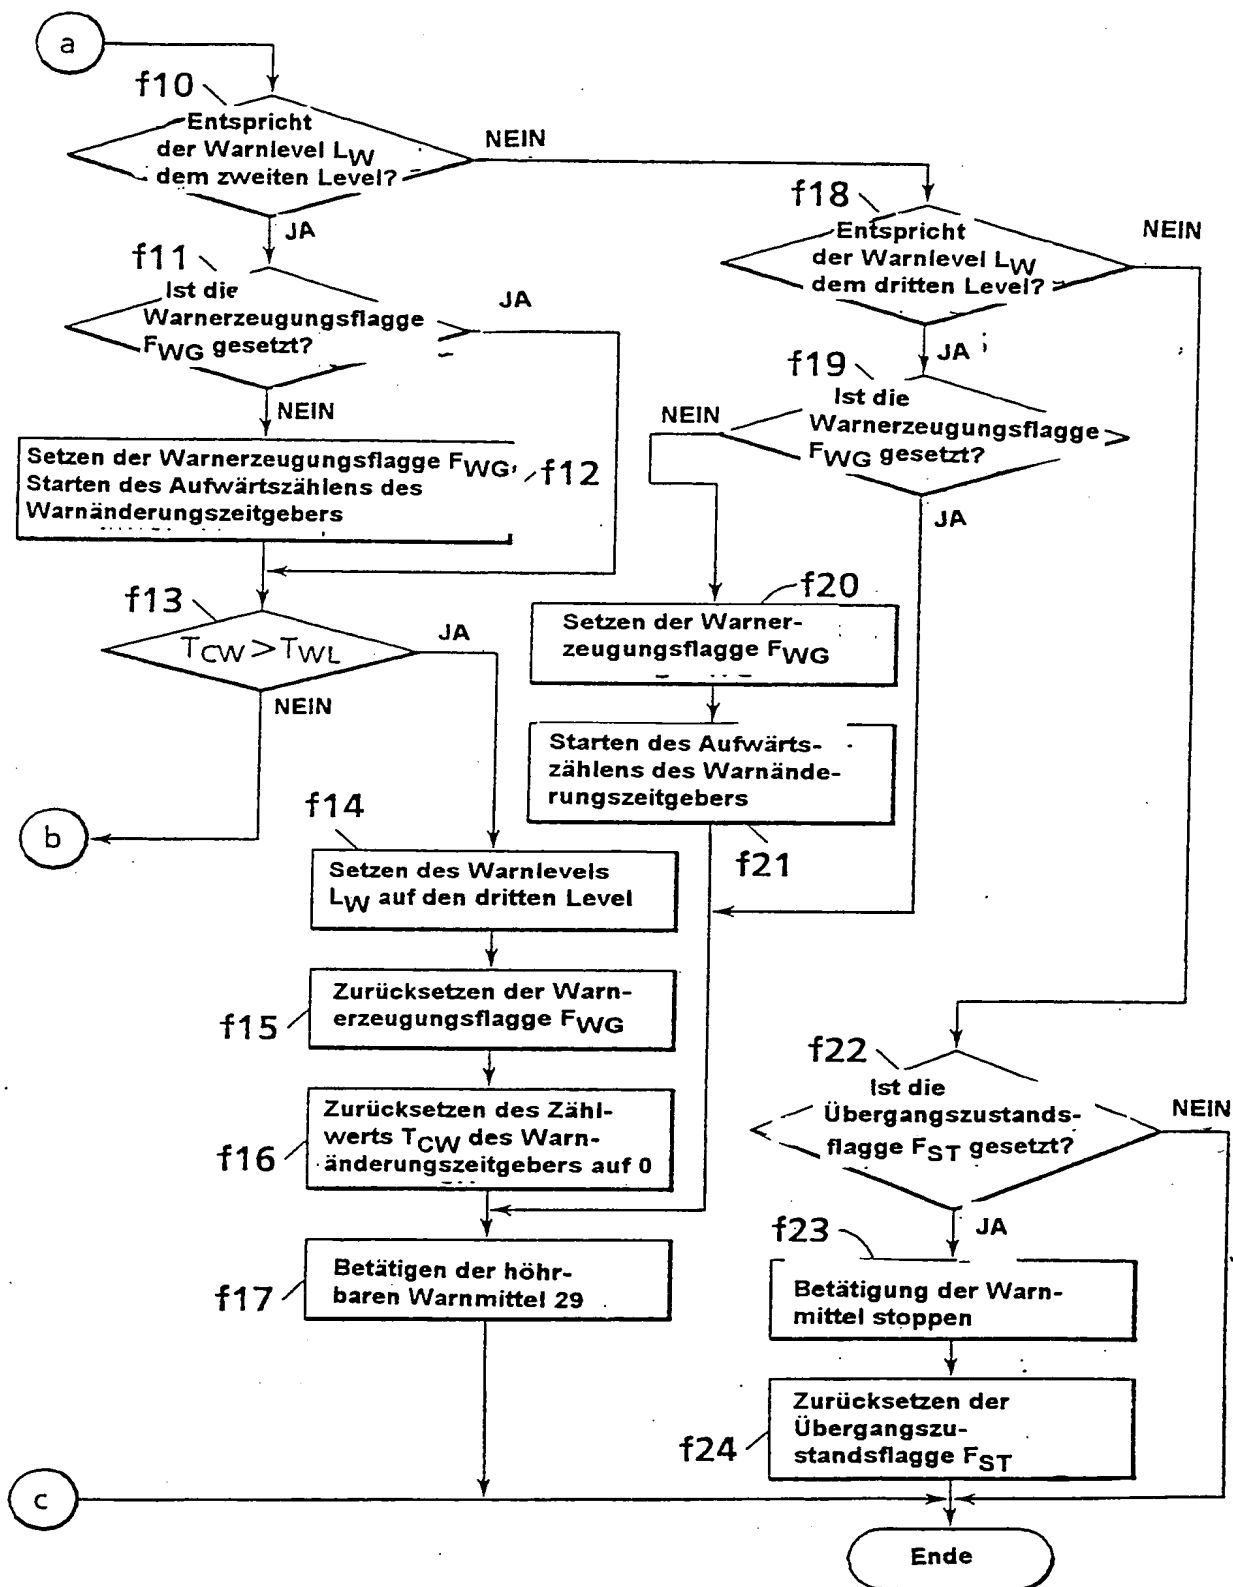 a
f10
Entspricht
der Warnlevel LW
dem zweiten Level?
NEIN
JA
f11
Ist die
Warnerzeugungsflagge
FWG gesetzt?
JA
NEIN
Setzen der Warnerzeugungsflagge FWG,
Starten des Aufwärtszählens des
Warnänderungszeitgebers
f12
f13
TCW > TWL
JA
NEIN
b
f14
Setzen des Warnlevels
LW auf den dritten Level
f15
Zurücksetzen der Warn-
erzeugungsflagge FWG
f16
Zurücksetzen des Zähl-
werts TCW des Warn-
änderungszeitgebers auf 0
f17
Betätigen der höhr-
baren Warnmittel 29
f18
Entspricht
der Warnlevel LW
dem dritten Level?
NEIN
JA
f19
Ist die
Warnerzeugungsflagge
FWG gesetzt?
NEIN
JA
f20
Setzen der Warner-
zeugungsflagge FWG
Starten des Aufwärts-
zählens des Warnände-
rungszeitgebers
f21
f22
Ist die
Übergangszustands-
flagge FST gesetzt?
NEIN
JA
f23
Betätigung der Warn-
mittel stoppen
f24
Zurücksetzen der
Übergangszu-
standsflagge FST
c
Ende